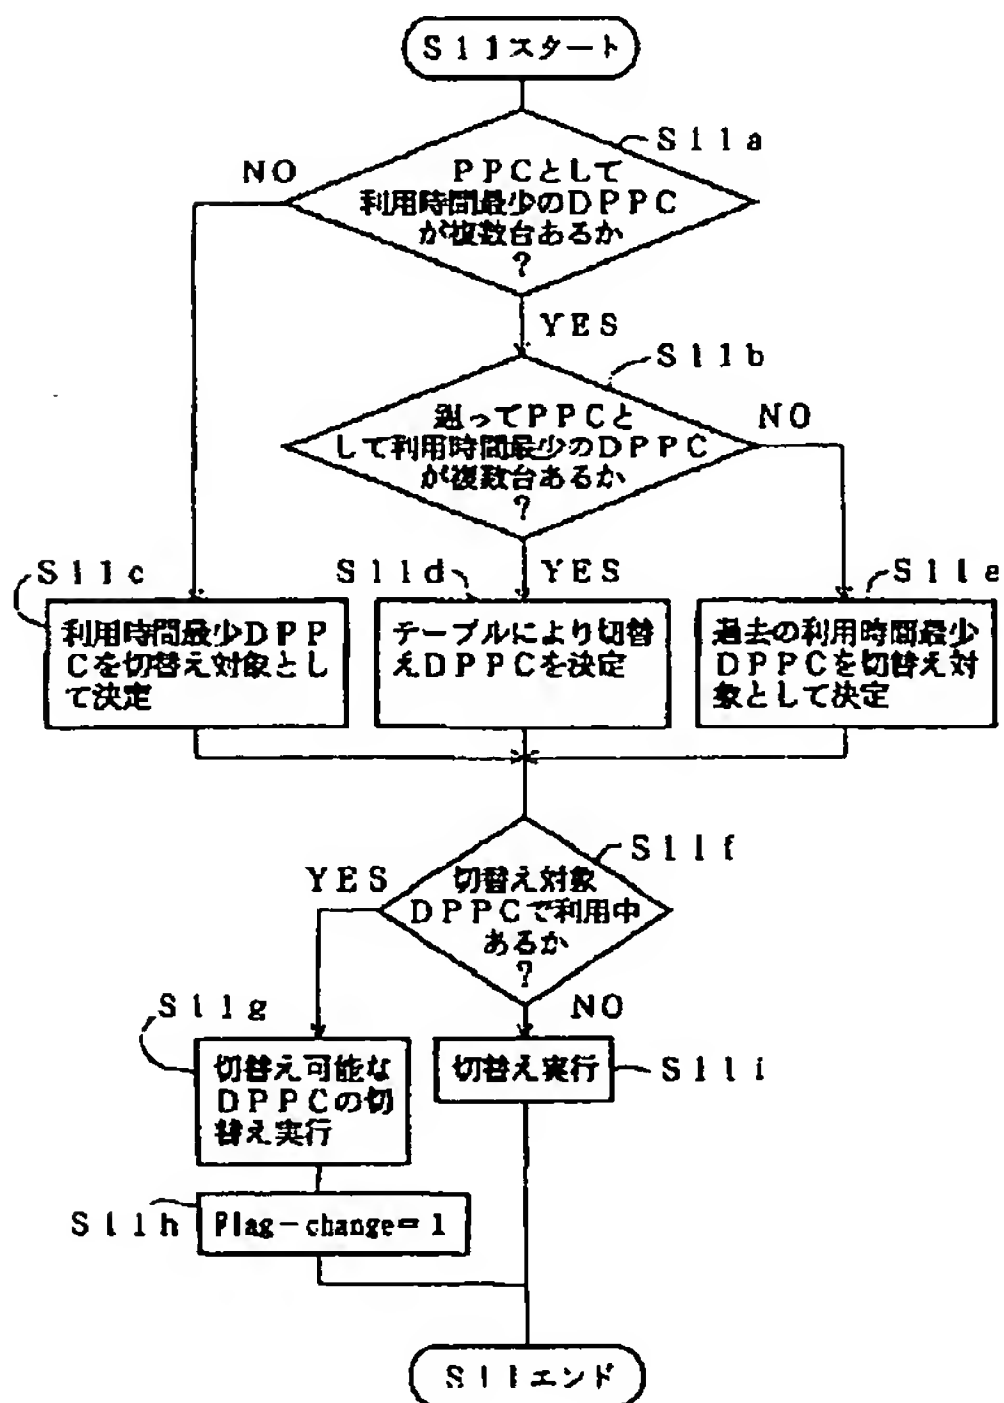 S11スタート
S11a
NO
PPCとして
利用時間最少のDPPC
が複数台あるか
?
YES
S11b
遡ってPPCと
して利用時間最少のDPPC
が複数台あるか
?
NO
S11c
S11d
YES
S11e
利用時間最少DPP
Cを切替え対象とし
て決定
テーブルにより切替
えDPPCを決定
過去の利用時間最少
DPPCを切替え対
象として決定
S11f
YES
切替え対象
DPPCで利用中
あるか
?
NO
S11g
切替え可能な
DPPCの切
替え実行
切替え実行
S11i
S11h
Flag-change=1
S11エンド